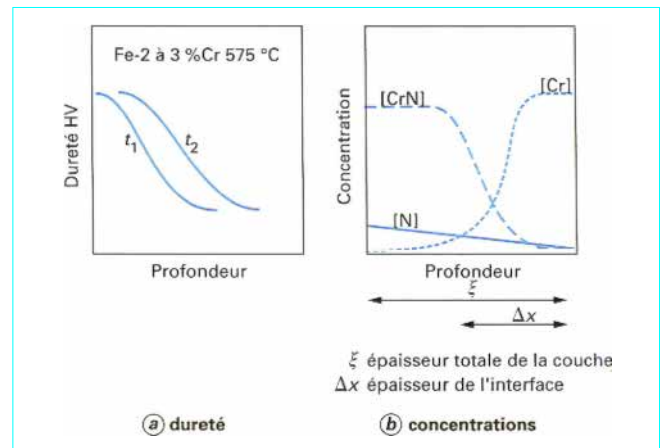 Fe-2 à 3 %Cr 575 °C
Dureté HV
t1
t2
Profondeur
Concentration
[CrN]
[Cr]
[N]
Profondeur
ξ
Δx
ξ épaisseur totale de la couche
Δx épaisseur de l'interface
a dureté
b concentrations